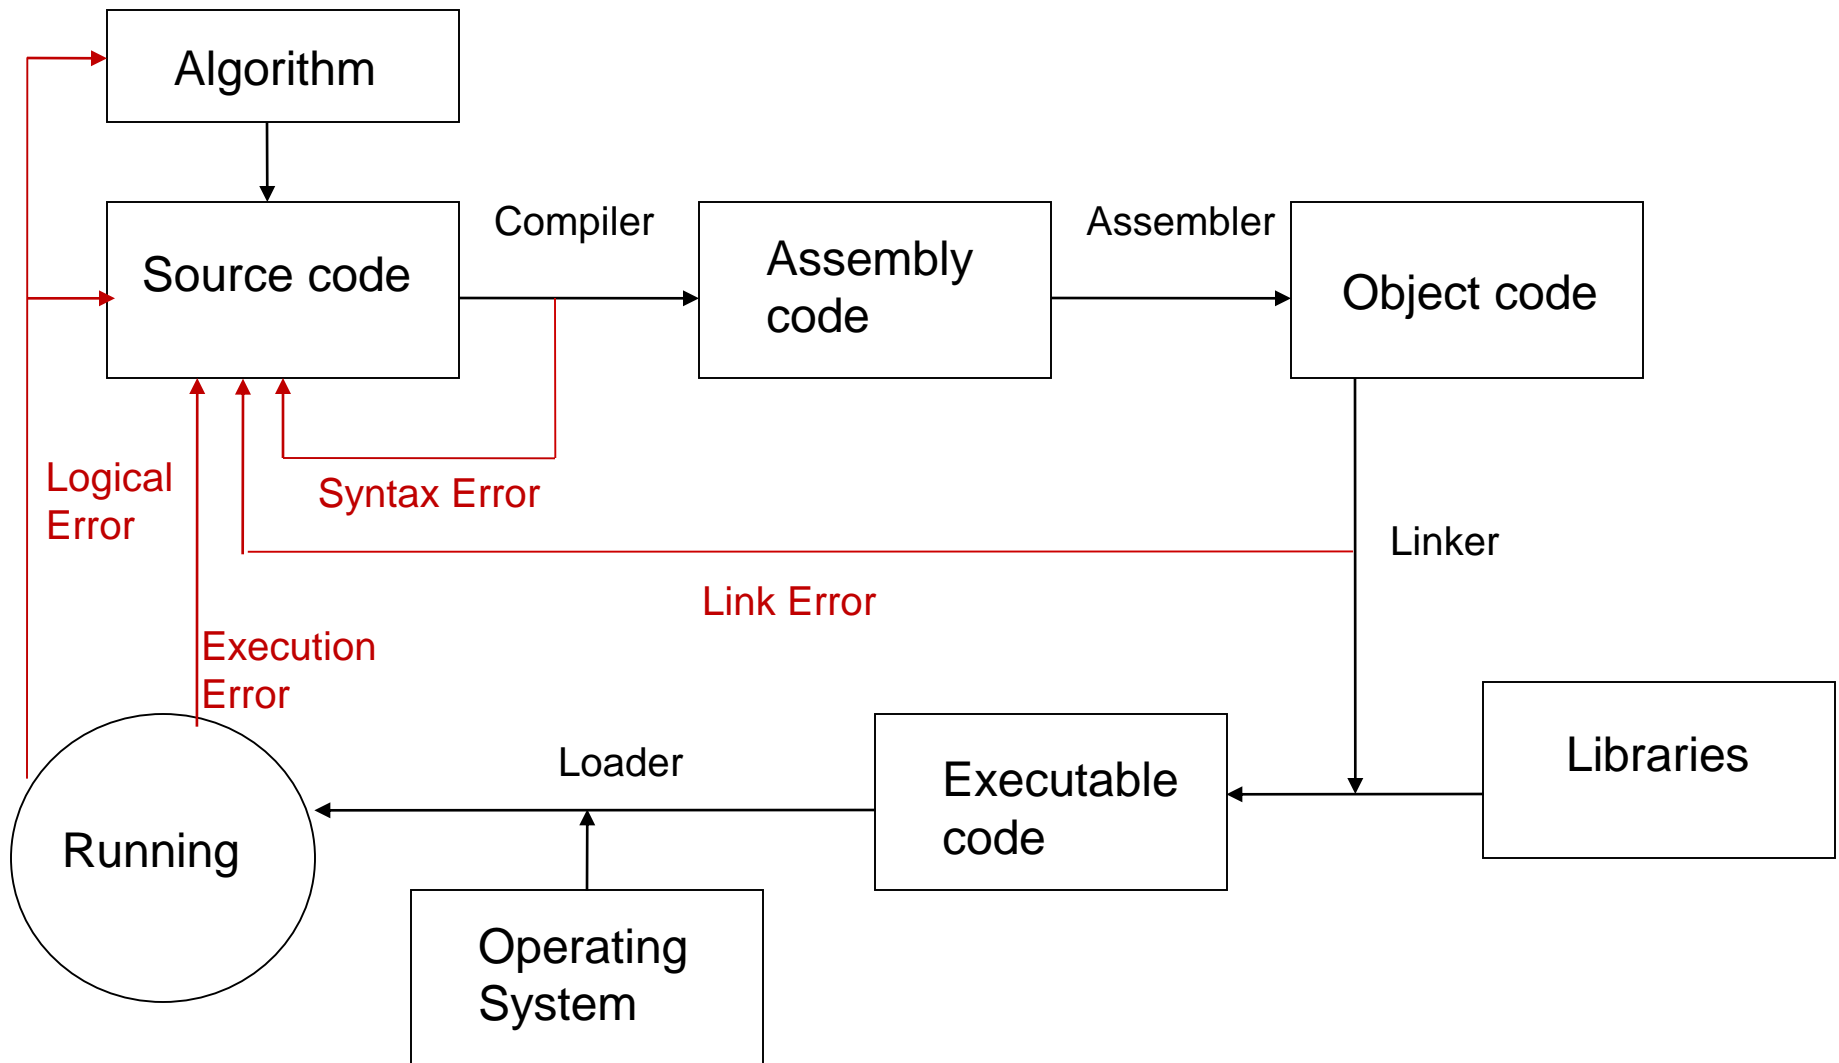 Algorithm
Compiler
Assembler
Source code
Assembly
code
Object code
Logical
Error
Syntax Error
Linker
Link Error
Execution
Error
Libraries
Loader
Executable
code
Running
Operating
System